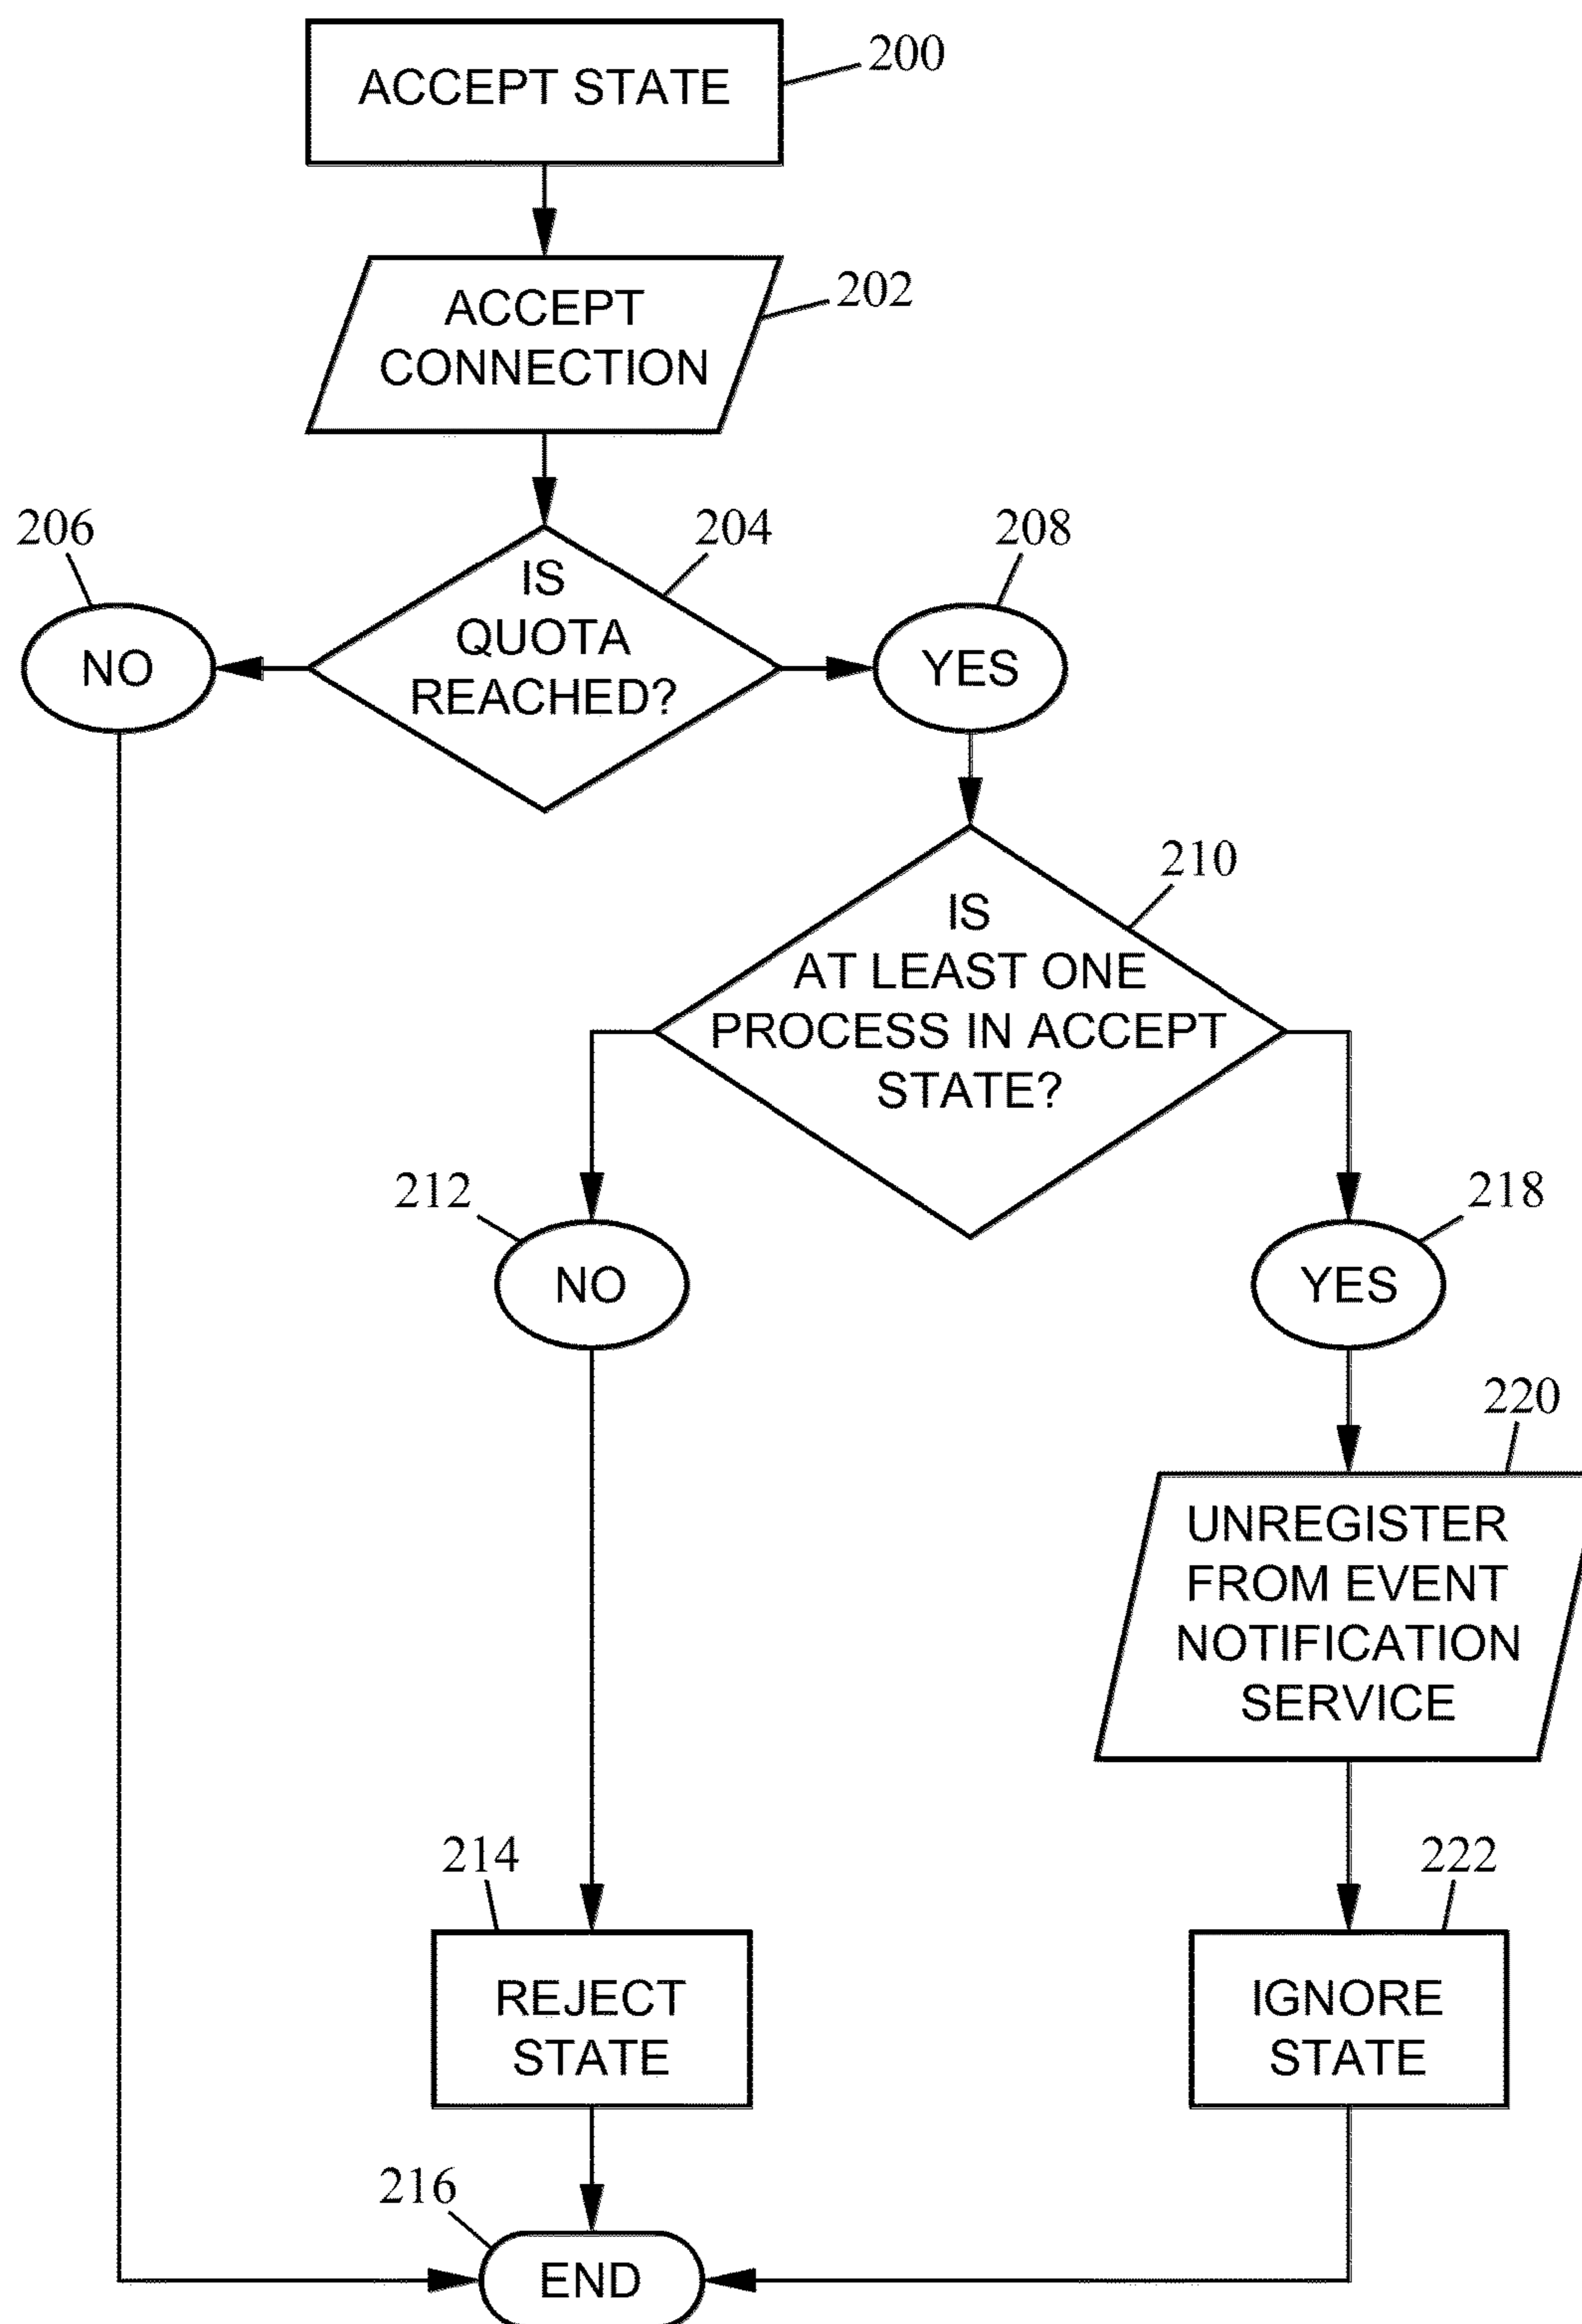 ACCEPT STATE
200
ACCEPT
CONNECTION
202
206
204
208
IS
QUOTA
REACHED?
NO
YES
210
IS
AT LEAST ONE
PROCESS IN ACCEPT
STATE?
212
218
NO
YES
220
UNREGISTER
FROM EVENT
NOTIFICATION
SERVICE
214
222
REJECT
STATE
IGNORE
STATE
216
END